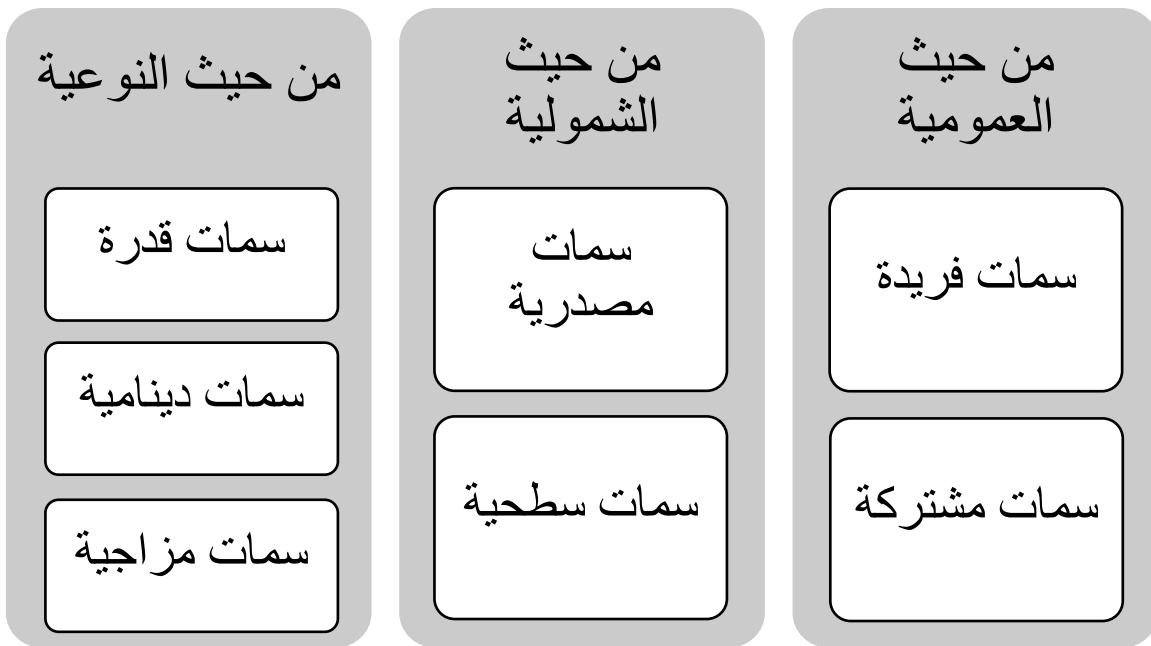 من حيث
العمومية
سمات فريدة
سمات مشتركة
من حيث
الشمولية
سمات
مصدرية
سمات سطحية
من حيث النوعية
سمات قدرة
سمات دينامية
سمات مزاجية